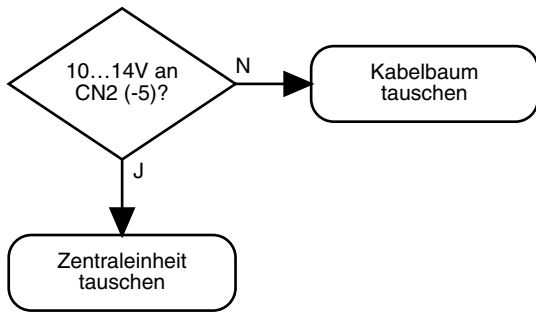 10…14V an
CN2 (-5)?
N
Kabelbaum
tauschen
J
Zentraleinheit
tauschen